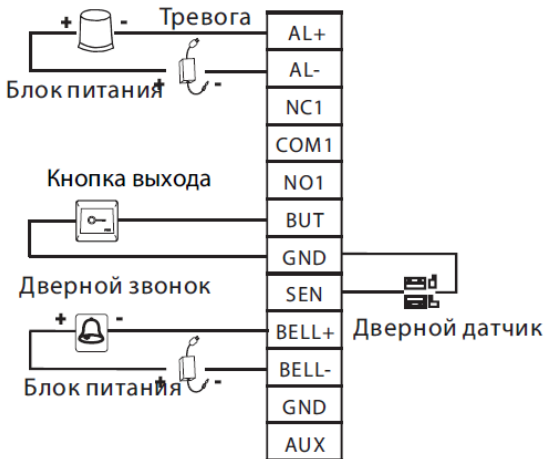 + - Тревога
AL+
AL-
+ -
Блок питания
NC1
COM1
NO1
Кнопка выхода
BUT
GND
SEN
Дверной звонок
+ -
BELL+
Дверной датчик
BELL-
+ -
Блок питания
GND
AUX